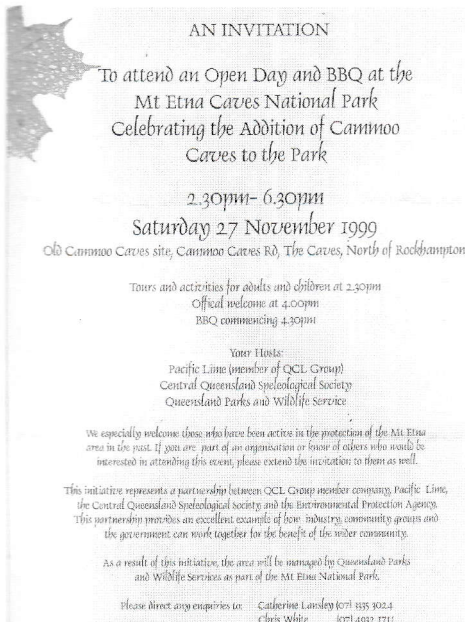 AN INVITATION
To attend an Open Day and BBQ at the
Mt Etna Caves National Park
Celebrating the Addition of Cammoo
Caves to the Park
2.30pm- 6.30pm
Saturday 27 November 1999
Old Cammoo Caves site, Cammoo Caves Rd, The Caves, North of Rockhampton
Tours and activities for adults and children at 2.30pm
Offical welcome at 4.00pm
BBQ commencing 4.30pm
Your Hosts:
Pacific Lime (member of QCL Group)
Central Queensland Speleological Society
Queensland Parks and Wildlife Service
We especially welcome those who have been active in the protection of the Mt Etna
area in the past. If you are part of an organisation or know of others who would be
interested in attending this event, please extend the invitation to them as well.
This initiative represents a partnership between QCL Group member company, Pacific Lime,
the Central Queensland Speleological Society and the Environmental Protection Agency.
This partnership provides an excellent example of how industry, community groups and
the government can work together for the benefit of the wider community.
As a result of this initiative, the area will be managed by Queensland Parks
and Wildlife Services as part of the Mt Etna National Park.
Please direct any enquiries to: Catherine Lansley (07) 3335 3024
Chris White (07) 4932 1711